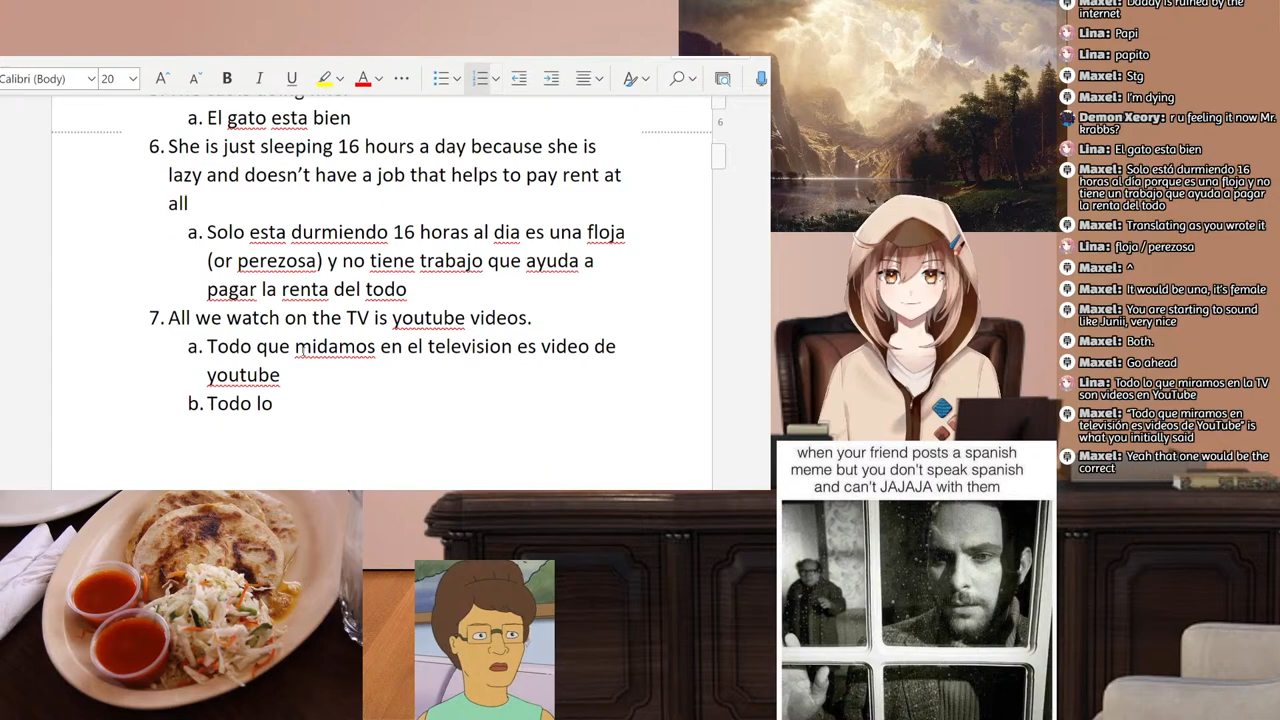 Calibri (Body)
20
a. El gato esta bien
6
6. She is just sleeping 16 hours a day because she is
lazy and doesn't have a job that helps to pay rent at
all
a. Solo esta durmiendo 16 horas al dia es una floja
(or perezosa) y no tiene trabajo que ayuda a
pagar la renta del todo
7. All we watch on the TV is youtube videos.
a. Todo que midamos en el television es video de
youtube
b. Todo lo
Maxel: Daddy is ruined by the
internet
Lina: Papi
Lina: popito
Maxel: Stg
Maxel: I'm dying
Demon Xeory: r u feeling it now Mr.
krabbs?
Lina: El gato esta bien
Maxel: Solo está durmiendo 16
horas al día porque es una floja y no
tiene un trabajo que ayuda a pagar
la renta del todo
Maxel: Translating as you wrote it
Lina: floja / perezosa
Maxel: ^
Maxel: It would be una, it's female
Maxel: You are starting to sound
like Junii, very nice
Maxel: Both.
Maxel: Go ahead
Lina: Todo lo que miramos en la TV
son videos en YouTube
Maxel: "Todo que miramos en
televisión es videos de YouTube" is
what you initially said
Maxel: Yeah that one would be the
correct
when your friend posts a spanish
meme but you don't speak spanish
and can't JAJAJA with them